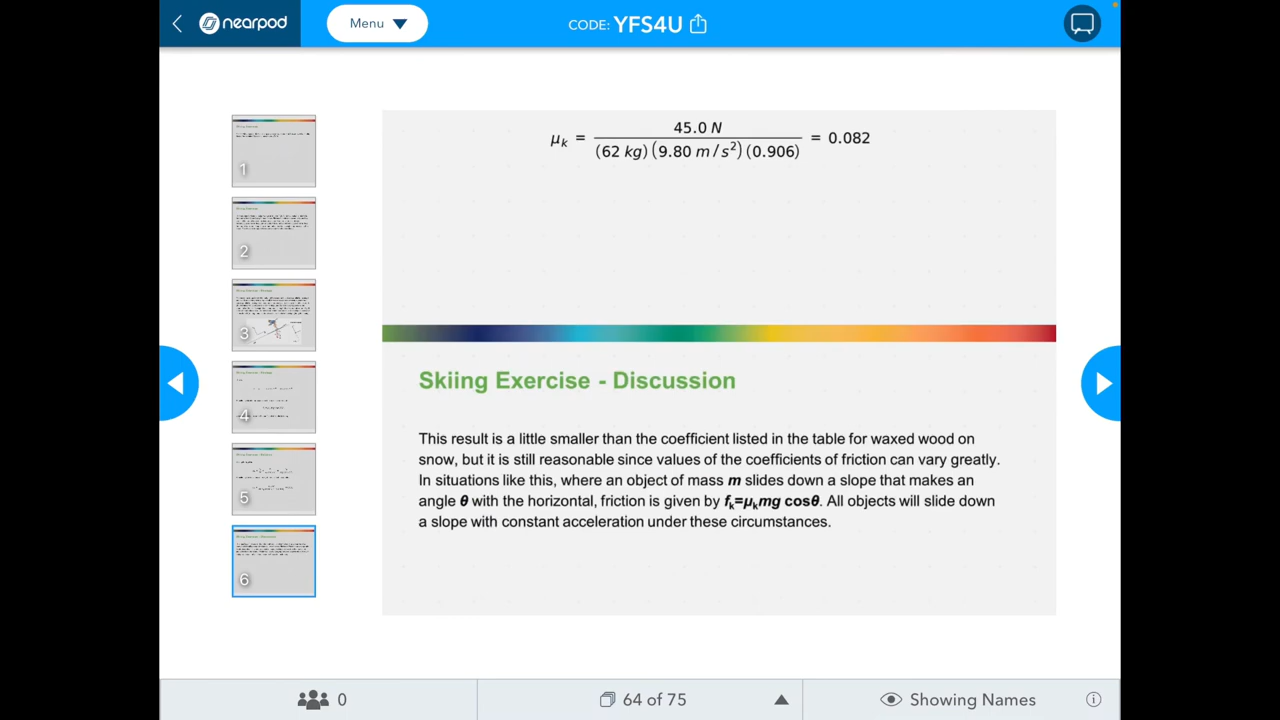 nearpod
Menu
CODE: YFS4U
1
2
3
4
5
6
μk = 45.0 N / (62 kg)(9.80 m/s²)(0.906) = 0.082
Skiing Exercise - Discussion
This result is a little smaller than the coefficient listed in the table for waxed wood on
snow, but it is still reasonable since values of the coefficients of friction can vary greatly.
In situations like this, where an object of mass m slides down a slope that makes an
angle θ with the horizontal, friction is given by fk=μkmg cosθ. All objects will slide down
a slope with constant acceleration under these circumstances.
0
64 of 75
Showing Names